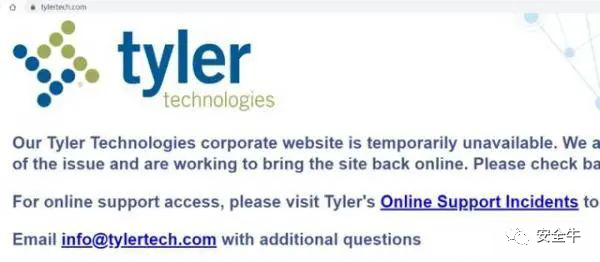 tylertech.com
tyler
technologies
Our Tyler Technologies corporate website is temporarily unavailable. We a
of the issue and are working to bring the site back online. Please check ba
For online support access, please visit Tyler's Online Support Incidents to
Email info@tylertech.com with additional questions
安全牛